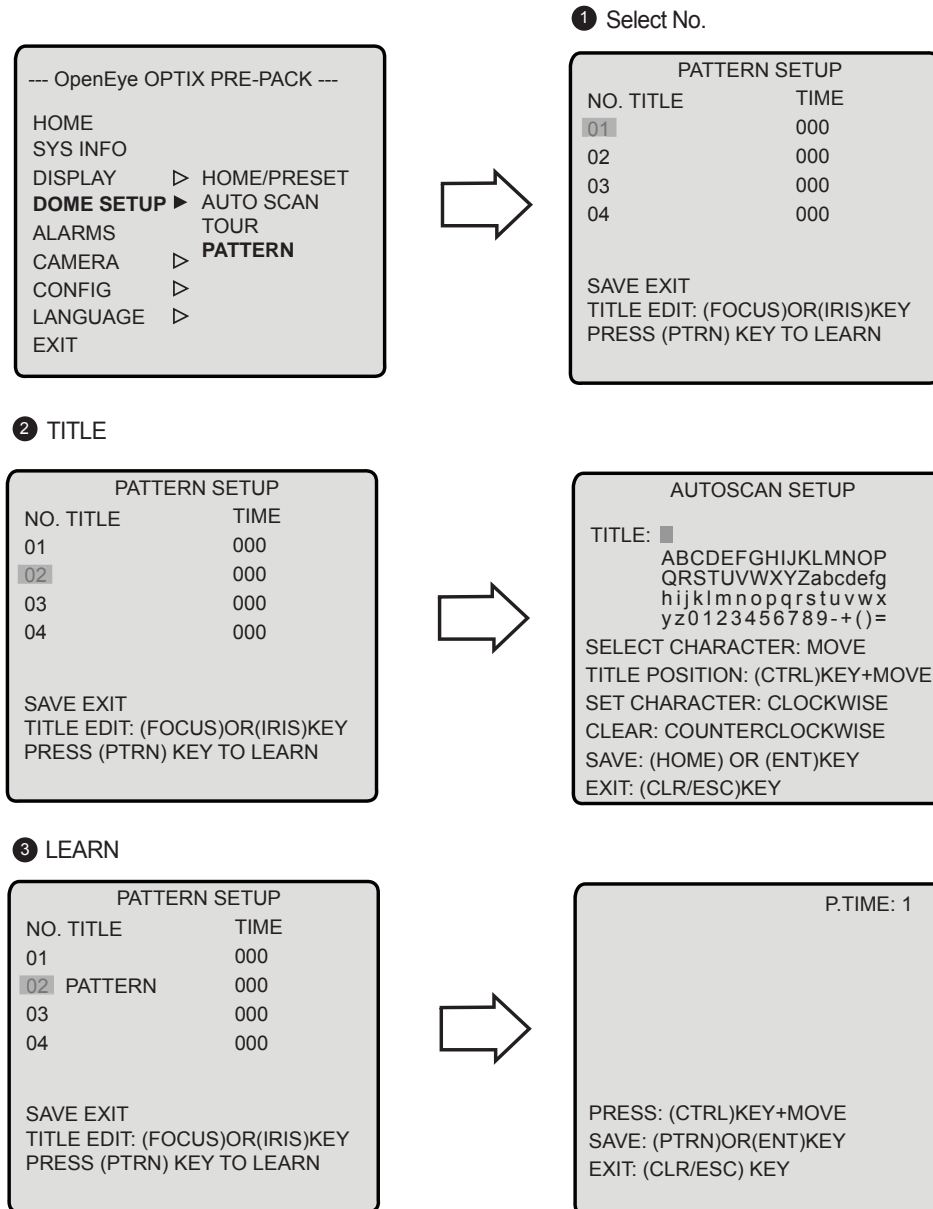 ❶ Select No.
--- OpenEye OPTIX PRE-PACK ---
HOME
SYS INFO
DISPLAY ▷ HOME/PRESET
DOME SETUP ▶ AUTO SCAN
TOUR
ALARMS
PATTERN
CAMERA ▷
CONFIG ▷
LANGUAGE ▷
EXIT
PATTERN SETUP
NO. TITLE TIME
01 000
02 000
03 000
04 000
SAVE EXIT
TITLE EDIT: (FOCUS)OR(IRIS)KEY
PRESS (PTRN) KEY TO LEARN
❷ TITLE
PATTERN SETUP
NO. TITLE TIME
01 000
02 000
03 000
04 000
SAVE EXIT
TITLE EDIT: (FOCUS)OR(IRIS)KEY
PRESS (PTRN) KEY TO LEARN
AUTOSCAN SETUP
TITLE:
ABCDEFGHIJKLMNOP
QRSTUVWXYZabcdefg
hijklmnopqrstuvwx
yz0123456789-+()=
SELECT CHARACTER: MOVE
TITLE POSITION: (CTRL)KEY+MOVE
SET CHARACTER: CLOCKWISE
CLEAR: COUNTERCLOCKWISE
SAVE: (HOME) OR (ENT)KEY
EXIT: (CLR/ESC)KEY
❸ LEARN
PATTERN SETUP
NO. TITLE TIME
01 000
02 PATTERN 000
03 000
04 000
SAVE EXIT
TITLE EDIT: (FOCUS)OR(IRIS)KEY
PRESS (PTRN) KEY TO LEARN
P.TIME: 1
PRESS: (CTRL)KEY+MOVE
SAVE: (PTRN)OR(ENT)KEY
EXIT: (CLR/ESC) KEY